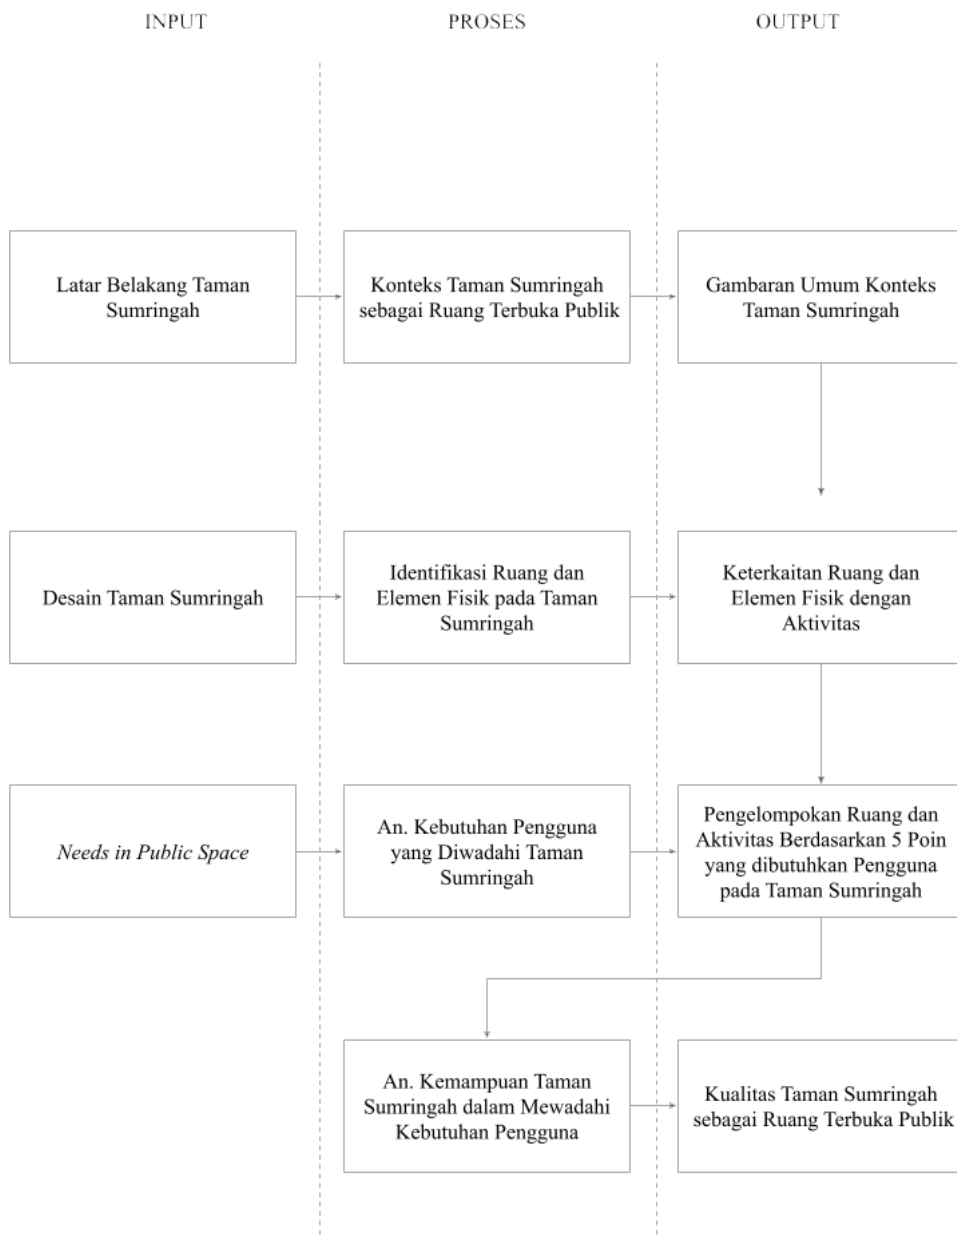 INPUT
PROSES
OUTPUT
Latar Belakang Taman
Sumringah
Konteks Taman Sumringah
sebagai Ruang Terbuka Publik
Gambaran Umum Konteks
Taman Sumringah
Desain Taman Sumringah
Identifikasi Ruang dan
Elemen Fisik pada Taman
Sumringah
Keterkaitan Ruang dan
Elemen Fisik dengan
Aktivitas
Needs in Public Space
An. Kebutuhan Pengguna
yang Diwadahi Taman
Sumringah
Pengelompokan Ruang dan
Aktivitas Berdasarkan 5 Poin
yang dibutuhkan Pengguna
pada Taman Sumringah
An. Kemampuan Taman
Sumringah dalam Mewadahi
Kebutuhan Pengguna
Kualitas Taman Sumringah
sebagai Ruang Terbuka Publik